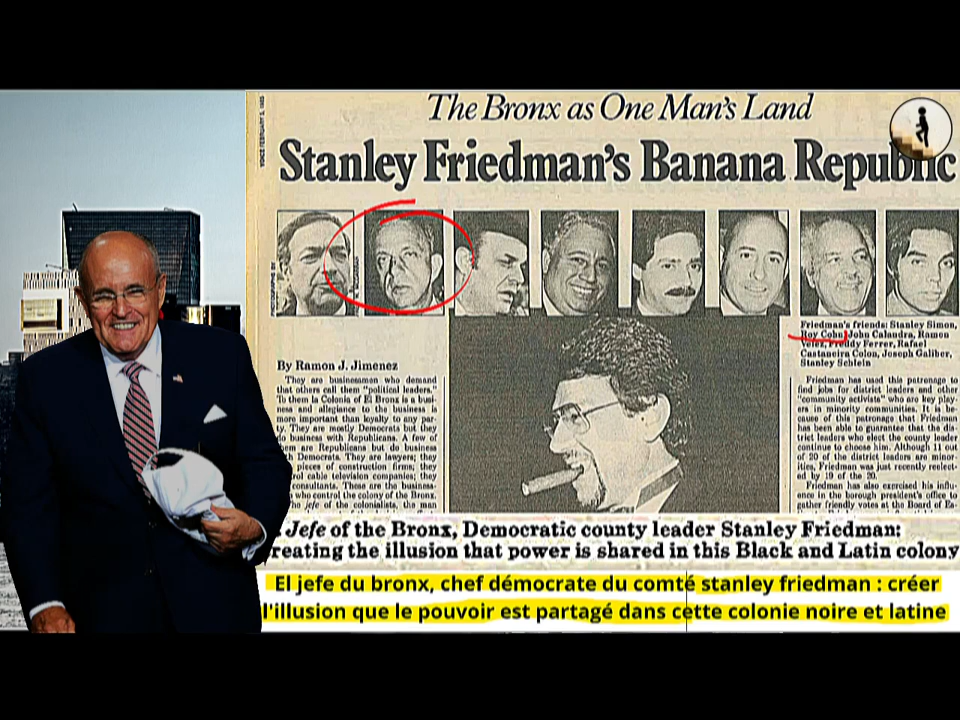 The Bronx as One Man's Land
Stanley Friedman's Banana Republic
Friedman's friends: Stanley Simon,
Roy Cohn, John Calandra, Ramon
Velez, Freddy Ferrer, Rafael
Castaneira Colon, Joseph Galiber,
Stanley Schlein
By Ramon J. Jimenez
They are businessmen who demand
that others call them "political leaders."
To them la Colonia of El Bronx is a busi-
ness and allegiance to the business is
more important than loyalty to any par-
ty. They are mostly Democrats but they
do business with Republicans. A few of
them are Republicans but do business
with Democrats. They are lawyers; they
pieces of construction firms; they
rol cable television companies; they
consultants. These are the business-
who control the colony of the Bronx.
jefe of the colonialists, the man
Friedman has used this patronage to
find jobs for district leaders and other
"community activists" who are key play-
ers in minority communities. It is be-
cause of this patronage that Friedman
has been able to guarantee that the dis-
trict leaders who elect the county leader
continue to choose him. Although 11 out
of 20 of the district leaders are minor-
ities, Friedman was just recently reelect-
ed by 19 of the 20.
Friedman has also exercised his influ-
ence in the borough president's office to
gather friendly votes at the Board of Es-
Jefe of the Bronx, Democratic county leader Stanley Friedman:
reating the illusion that power is shared in this Black and Latin colony
El jefe du bronx, chef démocrate du comté stanley friedman : créer
l'illusion que le pouvoir est partagé dans cette colonie noire et latine